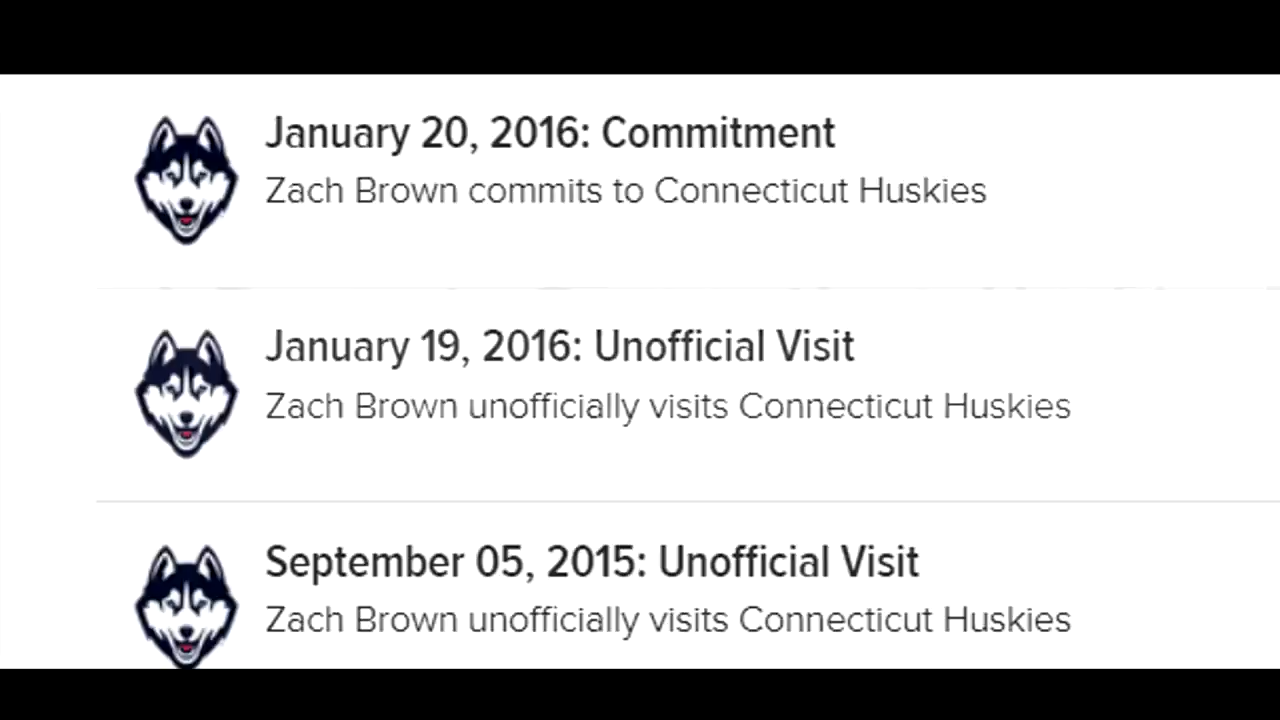 January 20, 2016: Commitment
Zach Brown commits to Connecticut Huskies
January 19, 2016: Unofficial Visit
Zach Brown unofficially visits Connecticut Huskies
September 05, 2015: Unofficial Visit
Zach Brown unofficially visits Connecticut Huskies